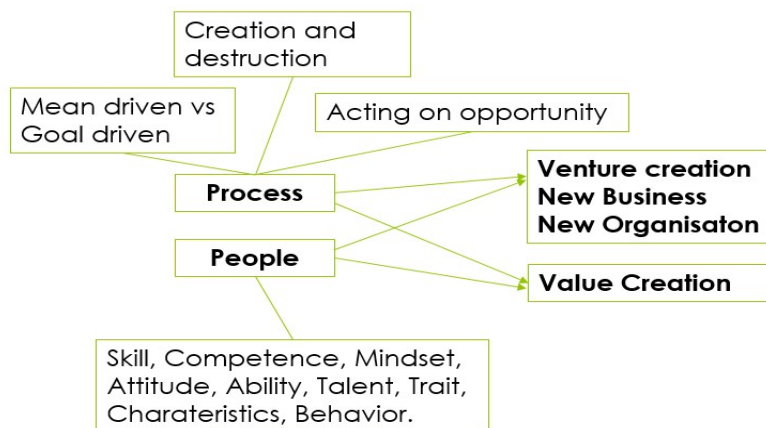 Creation and
destruction
Mean driven vs
Goal driven
Acting on opportunity
Process
Venture creation
New Business
New Organisaton
People
Value Creation
Skill, Competence, Mindset,
Attitude, Ability, Talent, Trait,
Charateristics, Behavior.